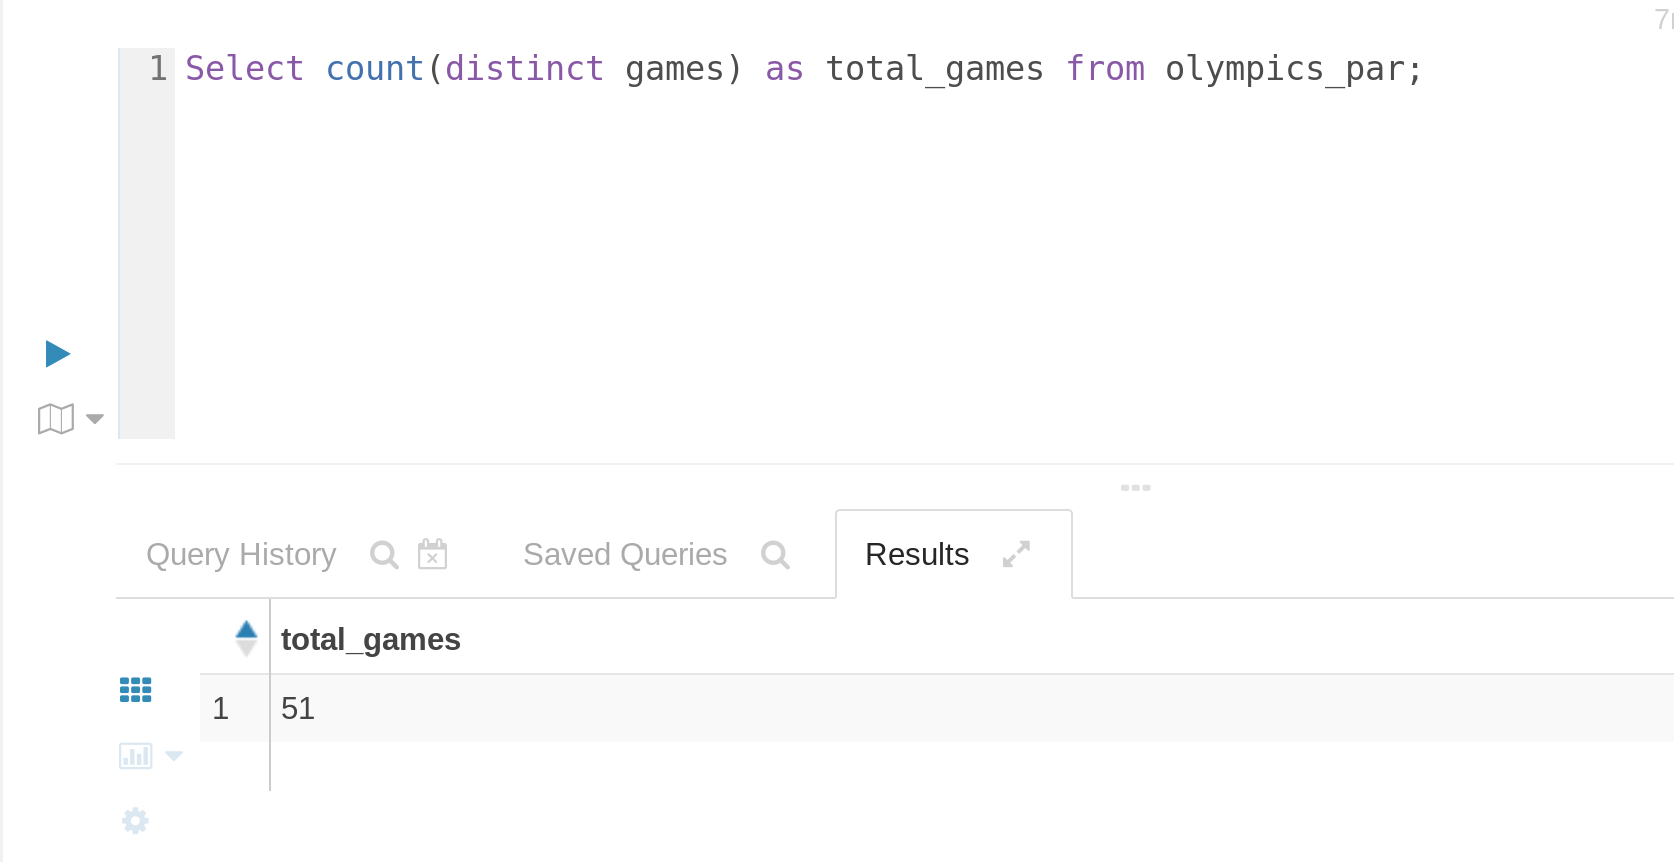 1 Select count(distinct games) as total_games from olympics_par;
Query History Saved Queries Results
total_games
1 51